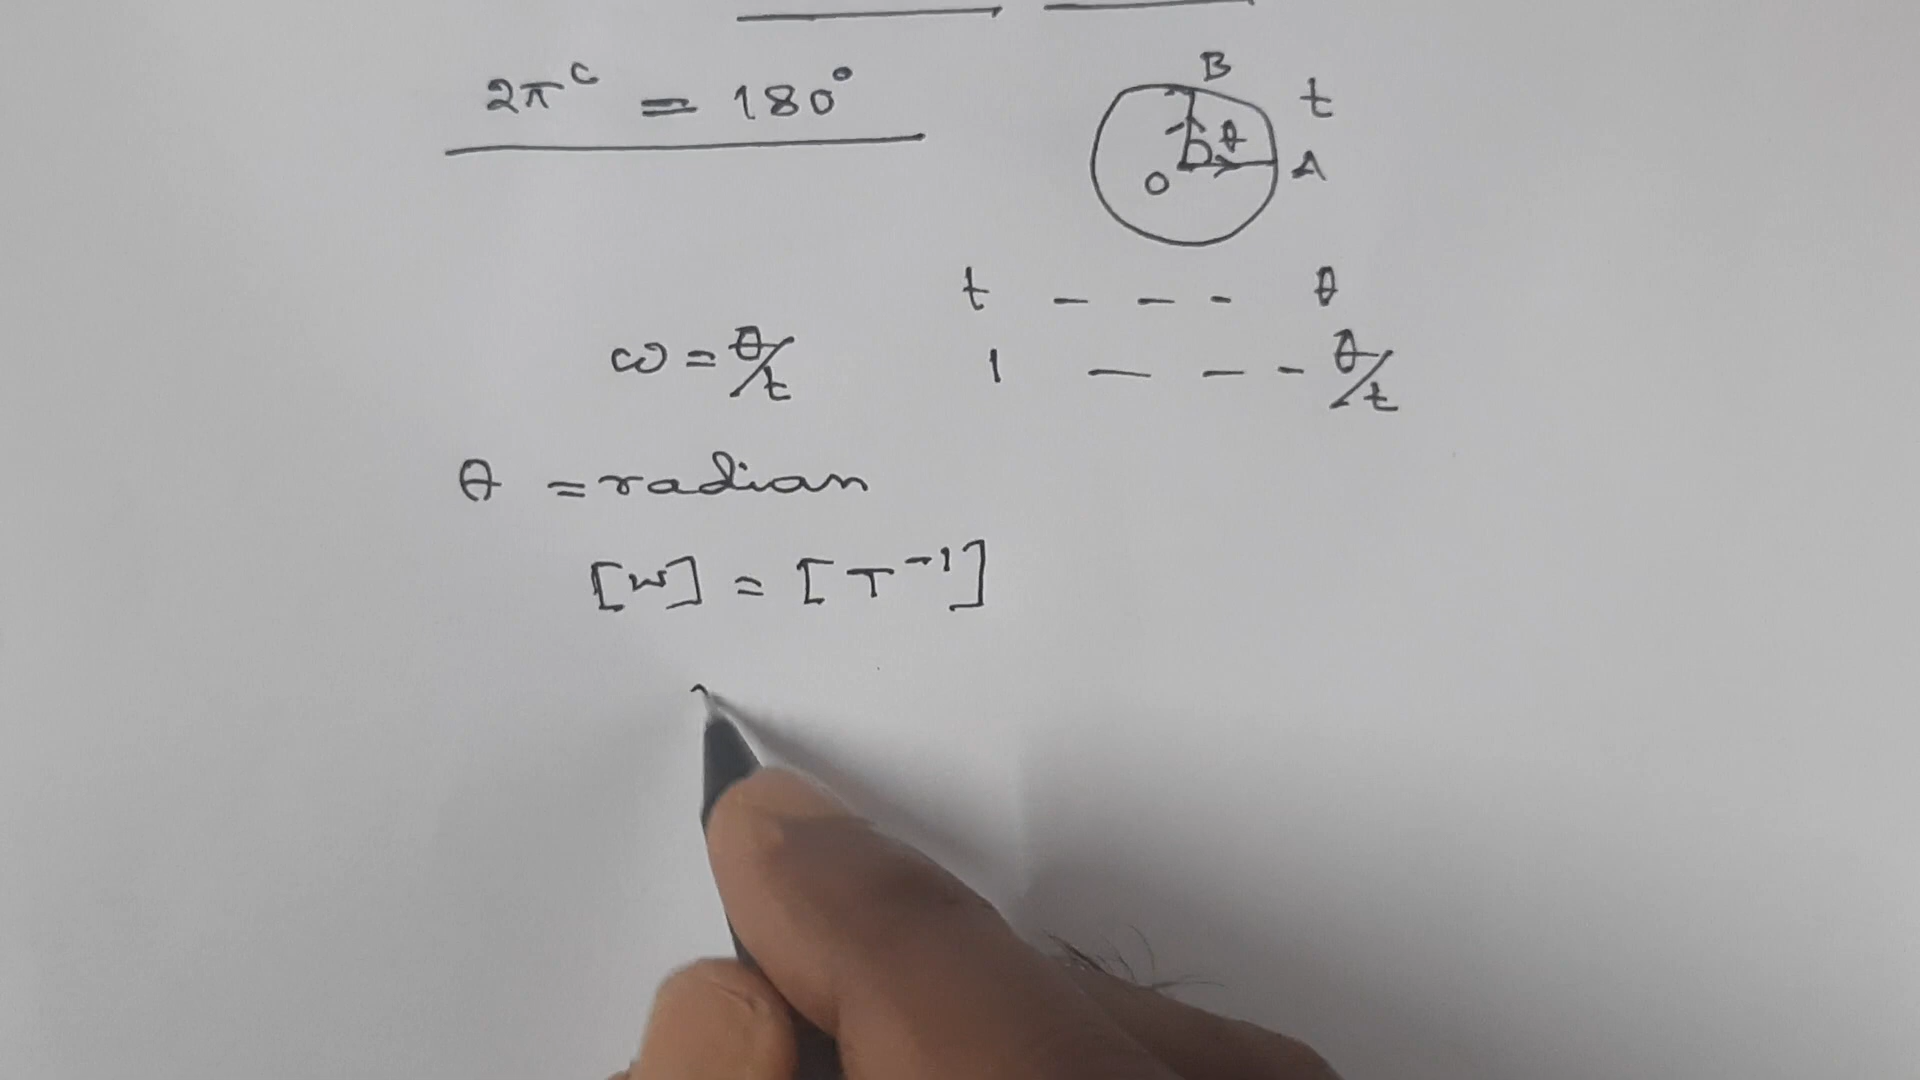 2π^c = 180°
B
t
θ
A
O
t - - - θ
ω = θ/t
1 - - - θ/t
θ = radian
[w] = [T^-1]